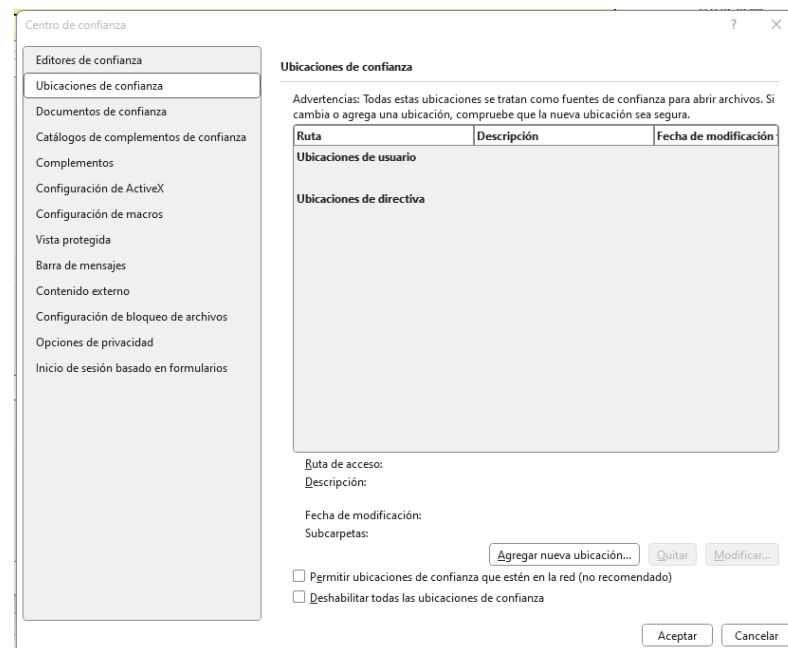 Centro de confianza
?
Editores de confianza
Ubicaciones de confianza
Documentos de confianza
Catálogos de complementos de confianza
Complementos
Configuración de ActiveX
Configuración de macros
Vista protegida
Barra de mensajes
Contenido externo
Configuración de bloqueo de archivos
Opciones de privacidad
Inicio de sesión basado en formularios
Ubicaciones de confianza
Advertencias: Todas estas ubicaciones se tratan como fuentes de confianza para abrir archivos. Si
cambia o agrega una ubicación, compruebe que la nueva ubicación sea segura.
Ruta Descripción Fecha de modificación
Ubicaciones de usuario
Ubicaciones de directiva
Ruta de acceso:
Descripción:
Fecha de modificación:
Subcarpetas:
Agregar nueva ubicación... Quitar Modificar...
Permitir ubicaciones de confianza que estén en la red (no recomendado)
Deshabilitar todas las ubicaciones de confianza
Aceptar Cancelar